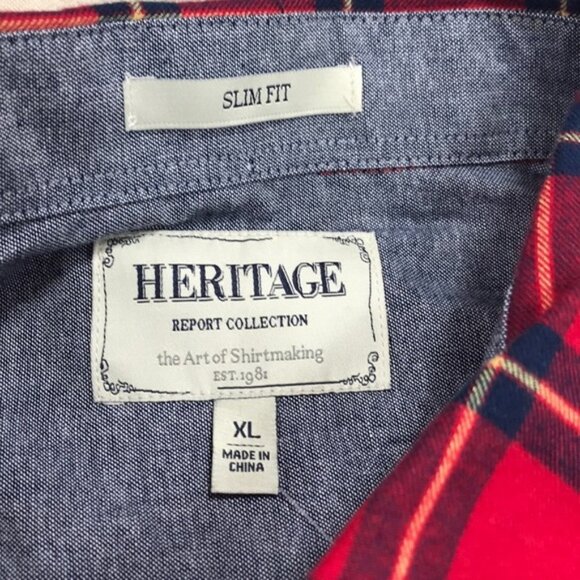 SLIM FIT
HERITAGE
REPORT COLLECTION
the Art of Shirtmaking
EST. 1981
XL
MADE IN
CHINA